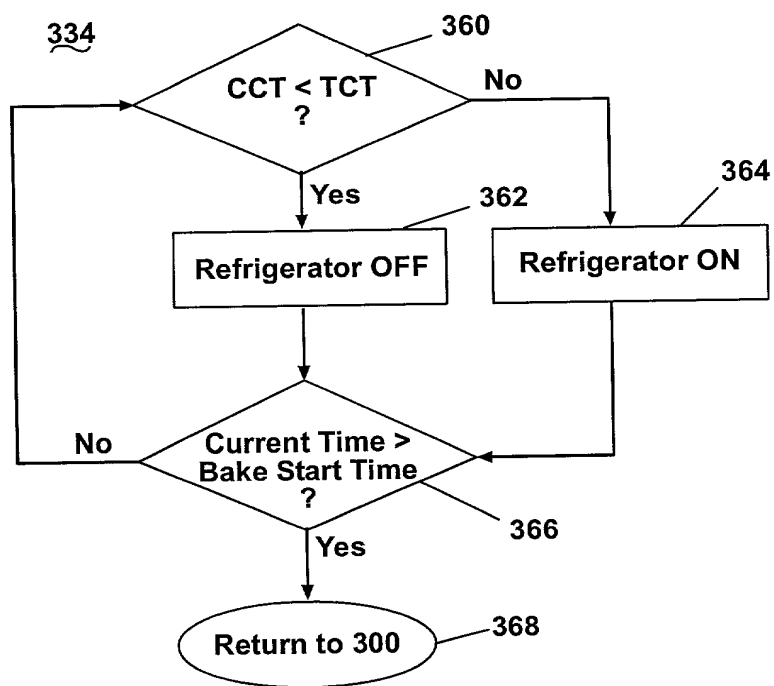 334
360
CCT < TCT
?
No
Yes
362
364
Refrigerator OFF
Refrigerator ON
No
Current Time >
Bake Start Time
?
366
Yes
Return to 300
368